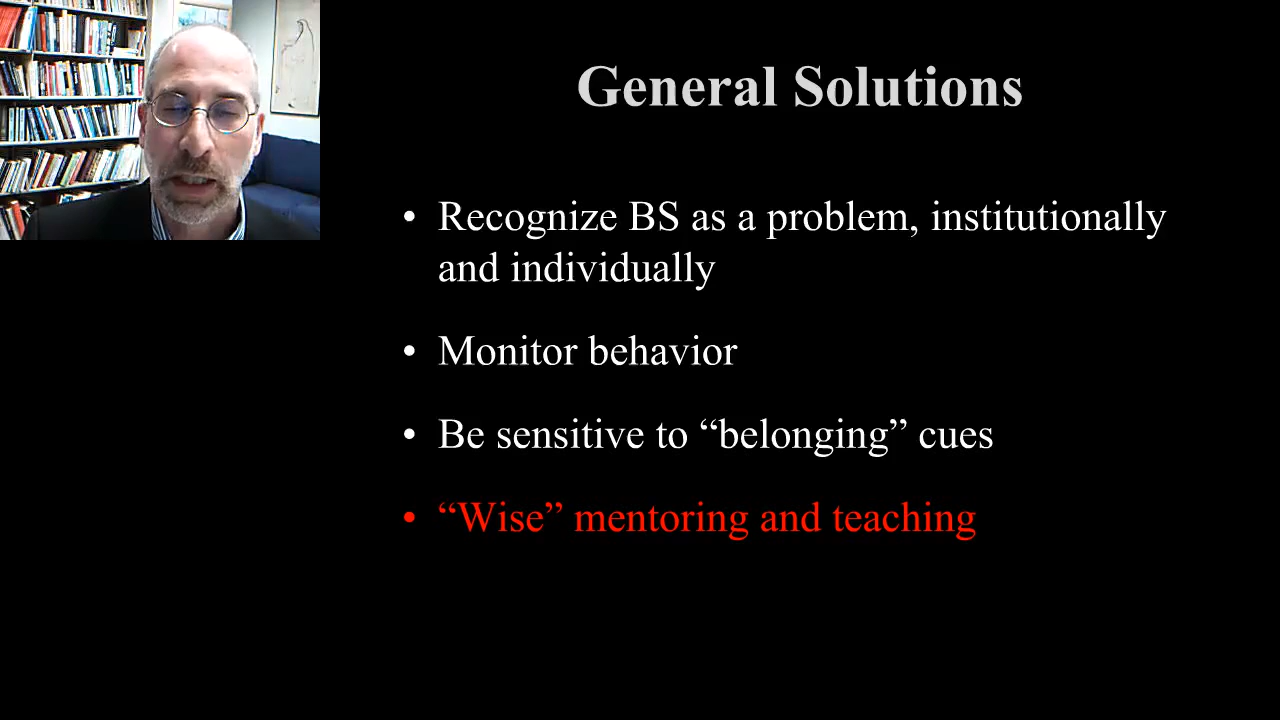 General Solutions
• Recognize BS as a problem, institutionally
and individually
• Monitor behavior
• Be sensitive to “belonging” cues
• “Wise” mentoring and teaching